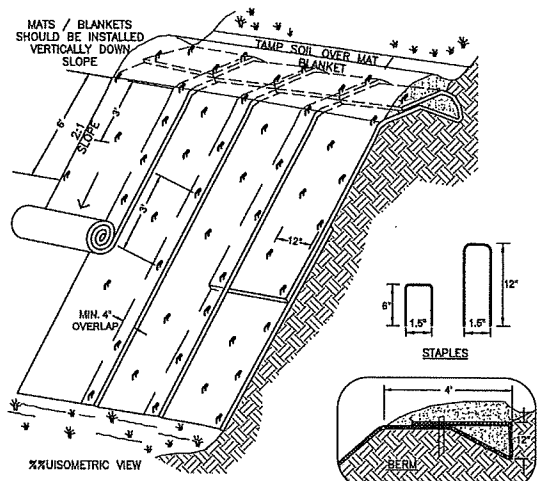 MATS / BLANKETS
SHOULD BE INSTALLED
VERTICALLY DOWN
SLOPE
TAMP SOIL OVER MAT
BLANKET
6'
2:1
SLOPE
3'
3'
12"
MIN. 4"
OVERLAP
6"
1.5"
12"
1.5"
STAPLES
4'
12"
BERM
%%UISOMETRIC VIEW